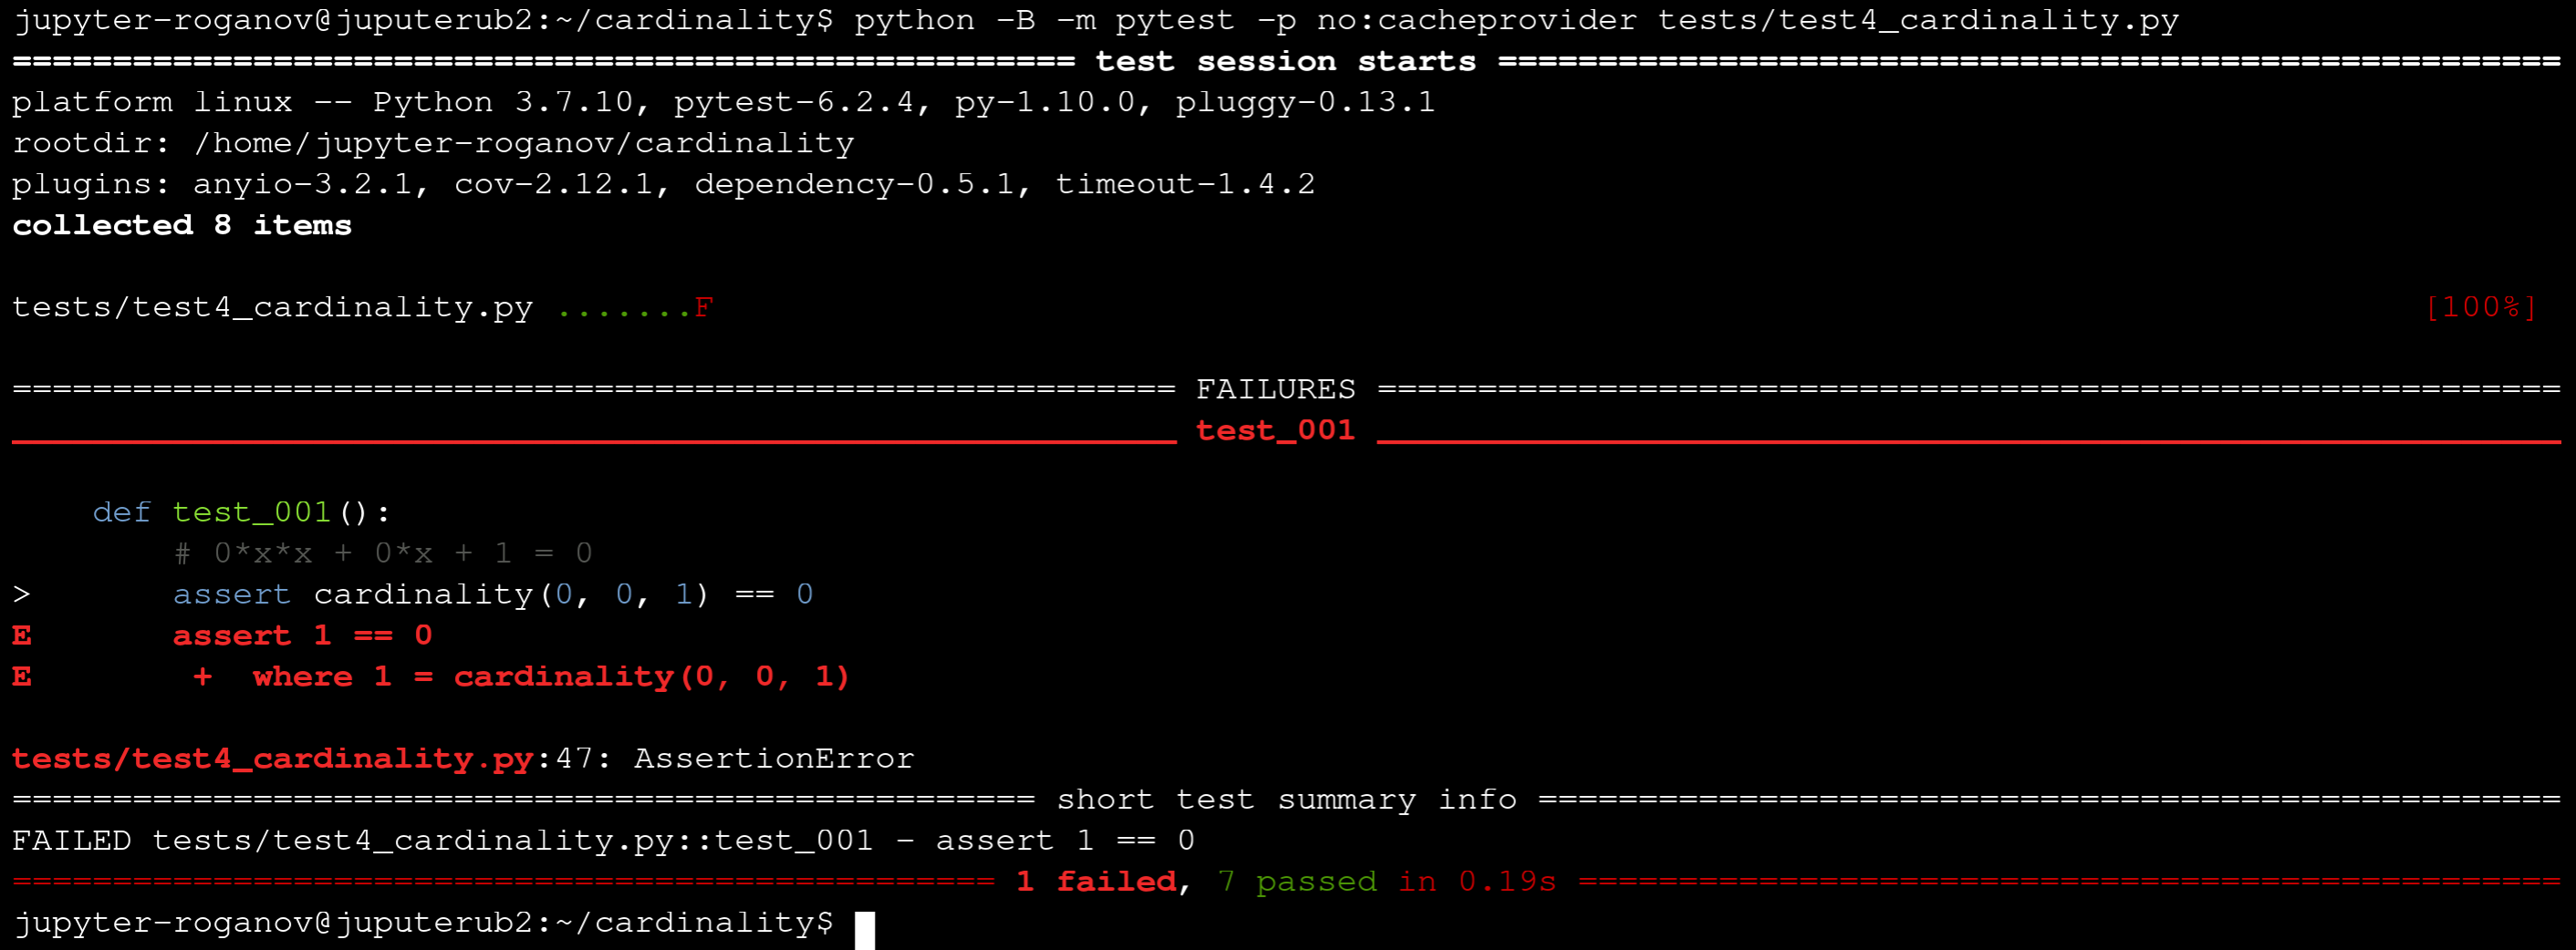 jupyter-roganov@juputerub2:~/cardinality$ python -B -m pytest -p no:cacheprovider tests/test4_cardinality.py
===================================================== test session starts =====================================================
platform linux -- Python 3.7.10, pytest-6.2.4, py-1.10.0, pluggy-0.13.1
rootdir: /home/jupyter-roganov/cardinality
plugins: anyio-3.2.1, cov-2.12.1, dependency-0.5.1, timeout-1.4.2
collected 8 items
tests/test4_cardinality.py .......F [100%]
========================================================== FAILURES ===========================================================
__________________________________________________________ test_001 ___________________________________________________________
    def test_001():
        # 0*x*x + 0*x + 1 = 0
>       assert cardinality(0, 0, 1) == 0
E       assert 1 == 0
E        +  where 1 = cardinality(0, 0, 1)
tests/test4_cardinality.py:47: AssertionError
=================================================== short test summary info ===================================================
FAILED tests/test4_cardinality.py::test_001 - assert 1 == 0
================================================= 1 failed, 7 passed in 0.19s =================================================
jupyter-roganov@juputerub2:~/cardinality$